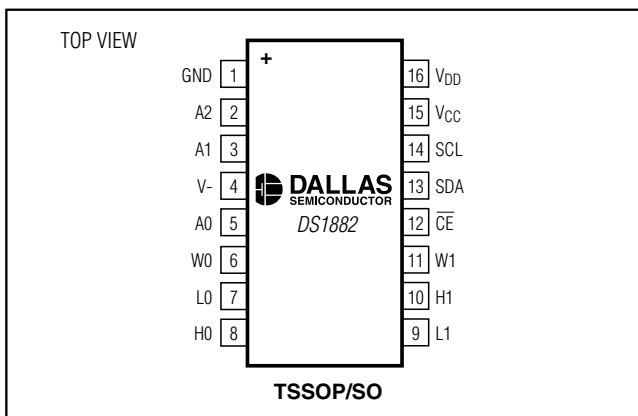 TOP VIEW
+
GND 1
A2 2
A1 3
V- 4
A0 5
W0 6
L0 7
H0 8
DALLAS
SEMICONDUCTOR
DS1882
16 VDD
15 VCC
14 SCL
13 SDA
12 C̅E̅
11 W1
10 H1
9 L1
TSSOP/SO